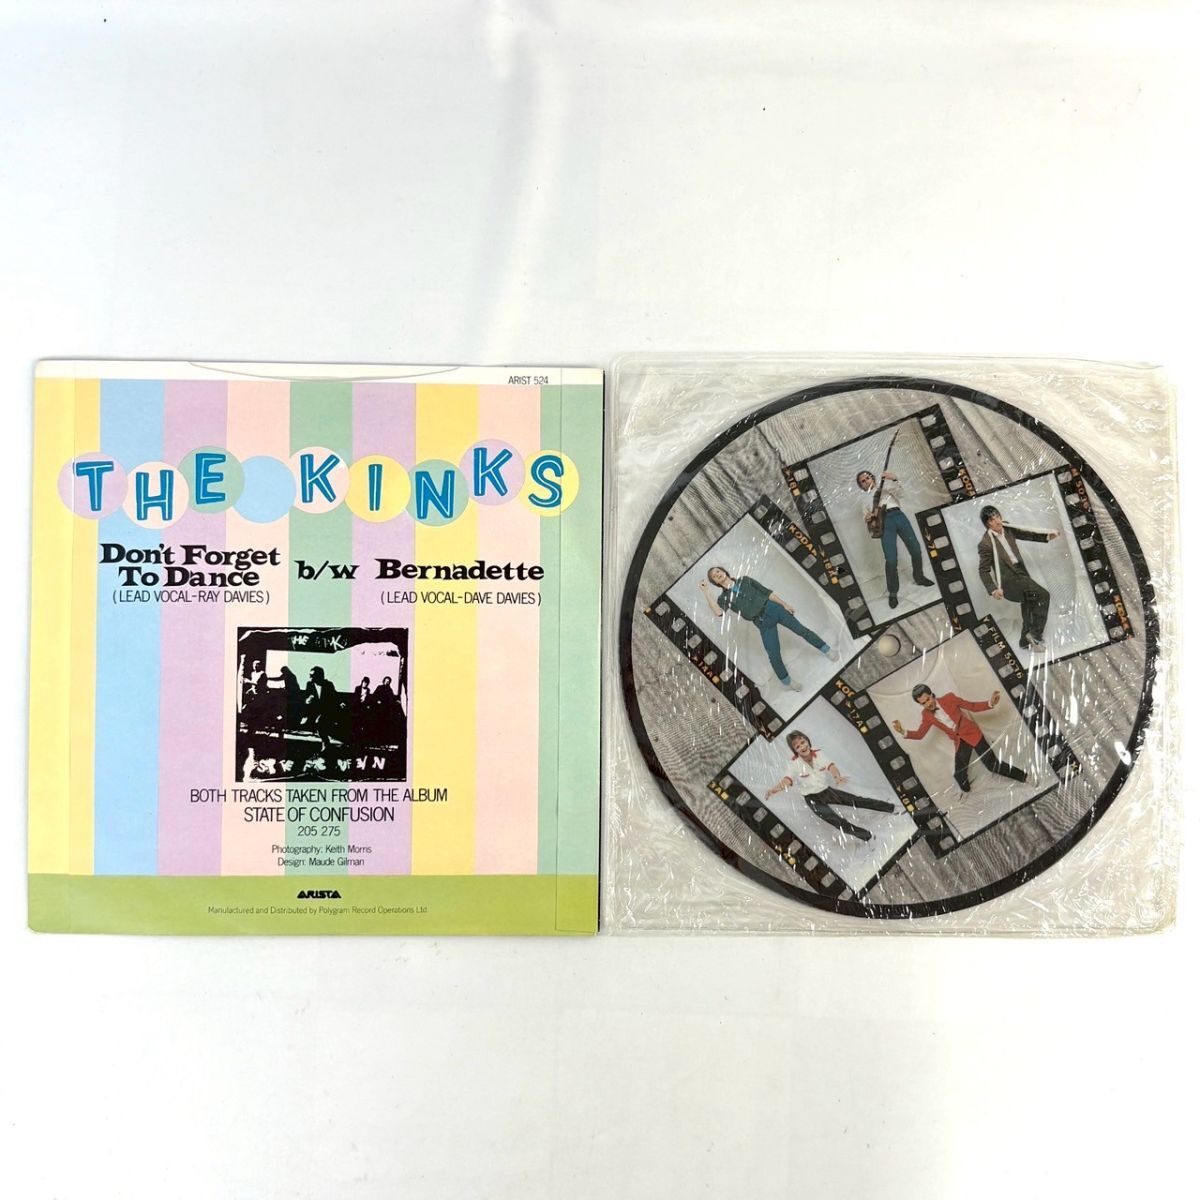 ARIST 524
THE KINKS
Don't Forget
To Dance
(LEAD VOCAL-RAY DAVIES)
b/w Bernadette
(LEAD VOCAL-DAVE DAVIES)
BOTH TRACKS TAKEN FROM THE ALBUM
STATE OF CONFUSION
205 275
Photography: Keith Morris
Design: Maude Gilman
ARISTA
Manufactured and Distributed by Polygram Record Operations Ltd